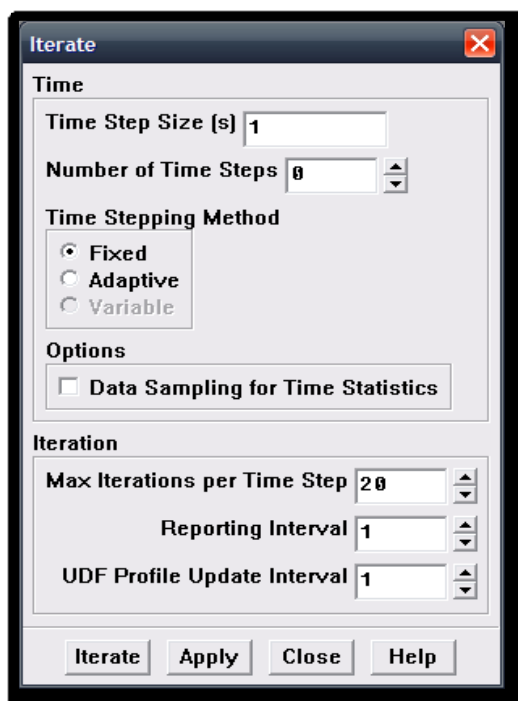 Iterate
Time
Time Step Size (s) 1
Number of Time Steps 0
Time Stepping Method
Fixed
Adaptive
Variable
Options
Data Sampling for Time Statistics
Iteration
Max Iterations per Time Step 20
Reporting Interval 1
UDF Profile Update Interval 1
Iterate Apply Close Help